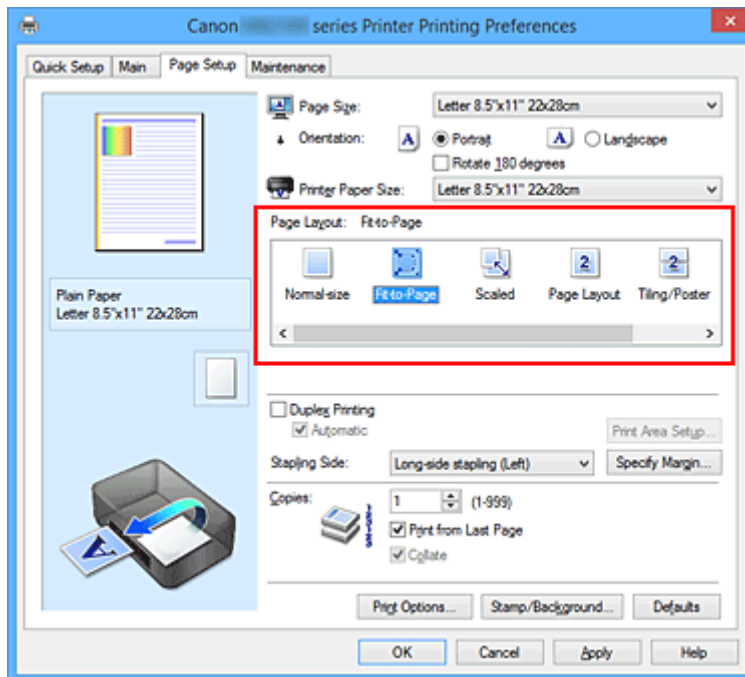 Canon series Printer Printing Preferences
Quick Setup Main Page Setup Maintenance
Page Size: Letter 8.5"x11" 22x28cm
Orientation: A Portrait A Landscape
Rotate 180 degrees
Printer Paper Size: Letter 8.5"x11" 22x28cm
Page Layout: Fit-to-Page
Normal-size Fit-to-Page Scaled Page Layout Tiling/Poster
Plain Paper
Letter 8.5"x11" 22x28cm
Duplex Printing
Automatic
Print Area Setup...
Stapling Side: Long-side stapling (Left) Specify Margin...
Copies: 1 (1-999)
Print from Last Page
Collate
Print Options... Stamp/Background... Defaults
OK Cancel Apply Help